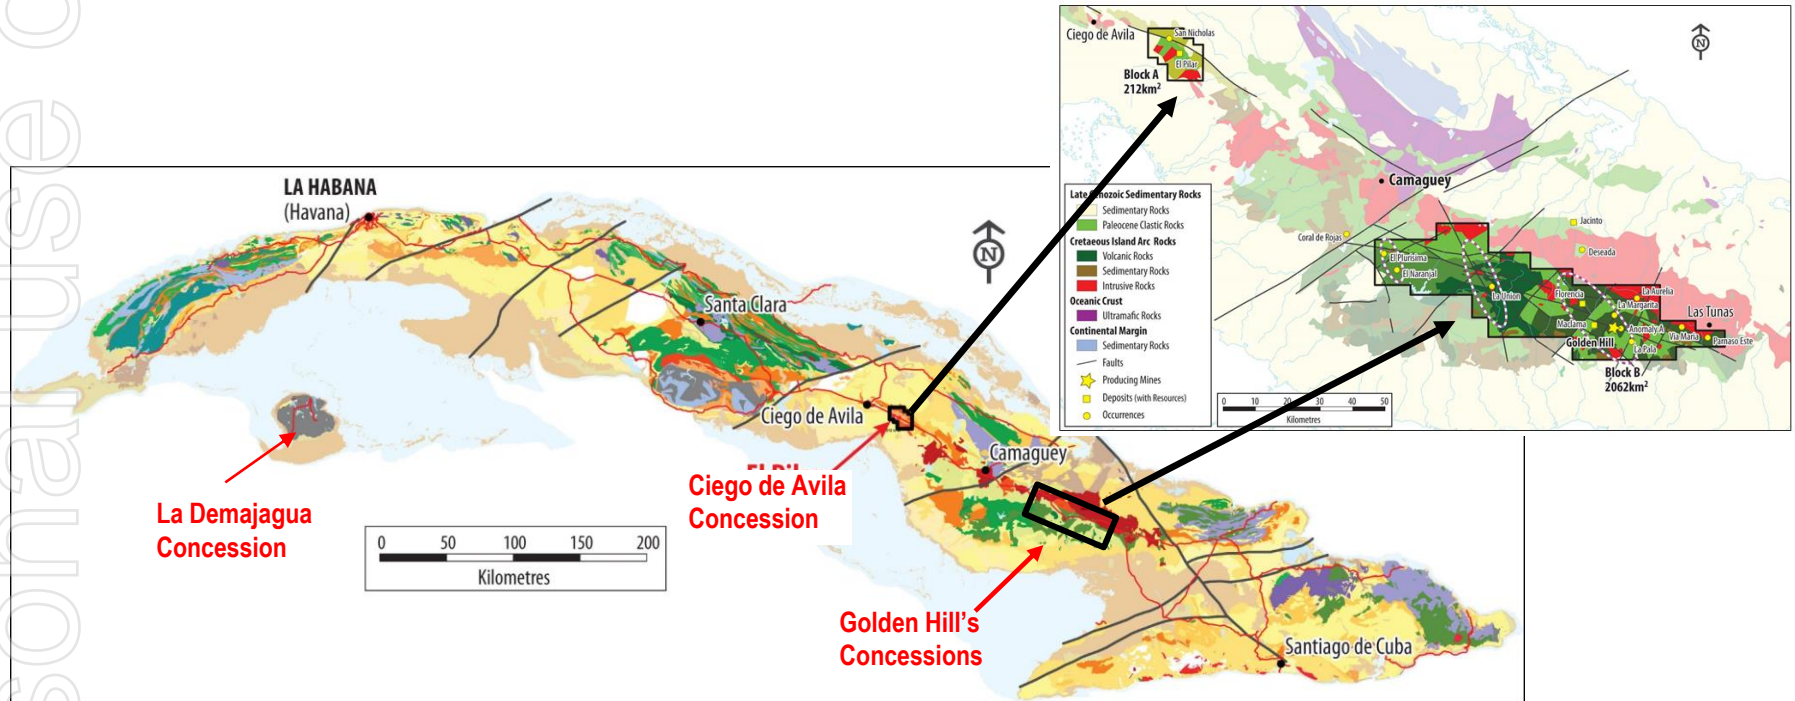 sonal use o
LA HABANA
(Havana)
N
Santa Clara
Ciego de Avila
Camaguey
Santiago de Cuba
La Demajagua
Concession
Ciego de Avila
Concession
Golden Hill's
Concessions
0 50 100 150 200
Kilometres
Ciego de Avila
San Nicholas
El Pilar
Block A
212km²
N
Camaguey
Late Cenozoic Sedimentary Rocks
Sedimentary Rocks
Paleocene Clastic Rocks
Cretaceous Island Arc Rocks
Volcanic Rocks
Sedimentary Rocks
Intrusive Rocks
Oceanic Crust
Ultramafic Rocks
Continental Margin
Sedimentary Rocks
Faults
Producing Mines
Deposits (with Resources)
Occurrences
Jacinto
Coral de Rojas
Deseada
El Plurisima
El Naranjal
La Union
Florencia
La Aurelia
La Margarita
Las Tunas
Maclama
Anomaly A
Via Maria
Pamaso Este
Golden Hill
La Pala
Block B
2062km²
0 10 20 30 40 50
Kilometres